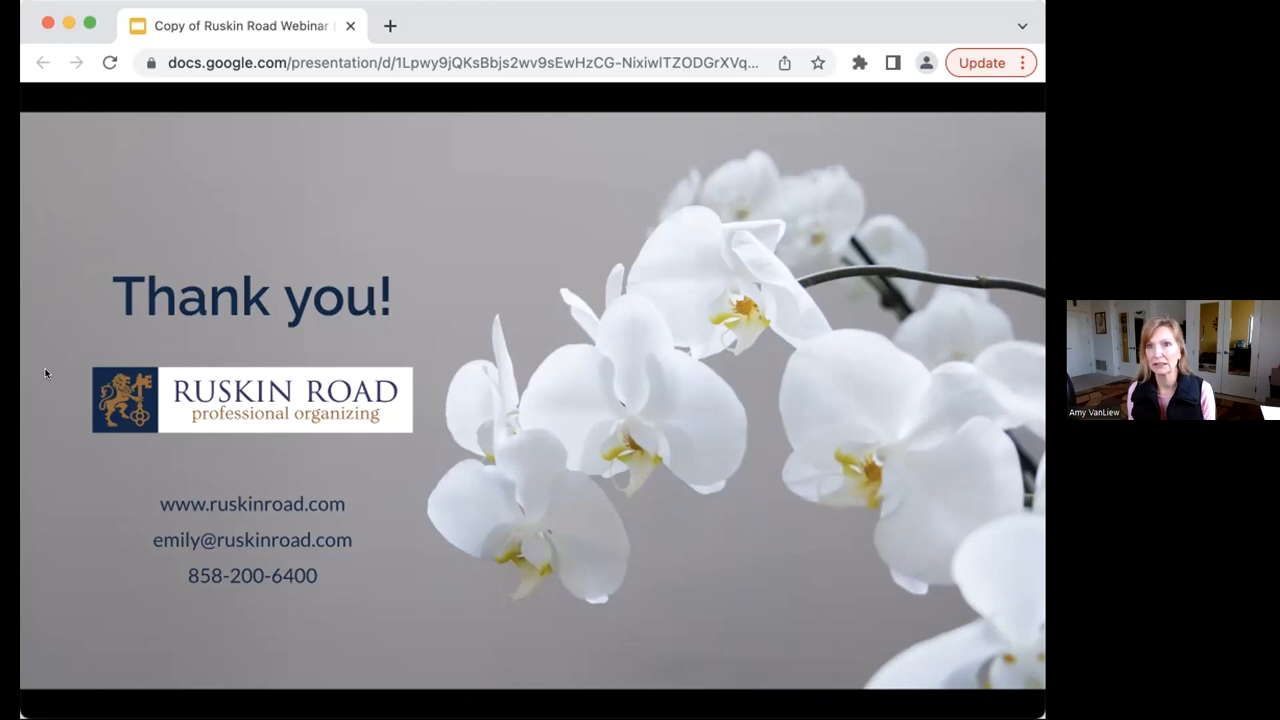 Copy of Ruskin Road Webinar
docs.google.com/presentation/d/1Lpwy9jQKsBbjs2wv9sEwHzCG-NixiwlTZODGrXVq...
Update
Thank you!
RUSKIN ROAD
professional organizing
www.ruskinroad.com
emily@ruskinroad.com
858-200-6400
Amy VanLiew